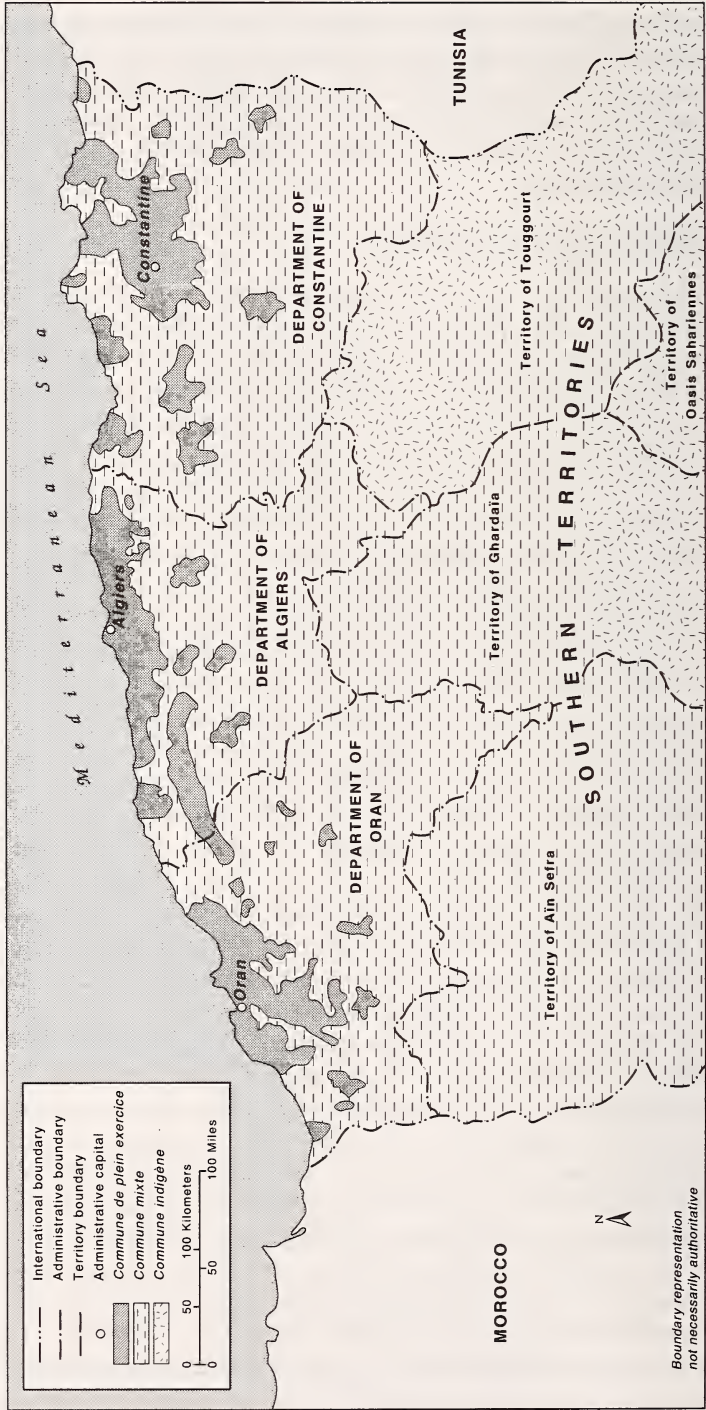 International boundary
Administrative boundary
Territory boundary
Administrative capital
Commune de plein exercice
Commune mixte
Commune indigène
0 50 100 Kilometers
0 50 100 Miles
Mediterranean Sea
Oran
Algiers
Constantine
DEPARTMENT OF
ORAN
DEPARTMENT OF
ALGIERS
DEPARTMENT OF
CONSTANTINE
MOROCCO
TUNISIA
Territory of Aïn Sefra
Territory of Ghardaïa
Territory of Touggourt
SOUTHERN TERRITORIES
Territory of
Oasis Sahariennes
N
Boundary representation
not necessarily authoritative